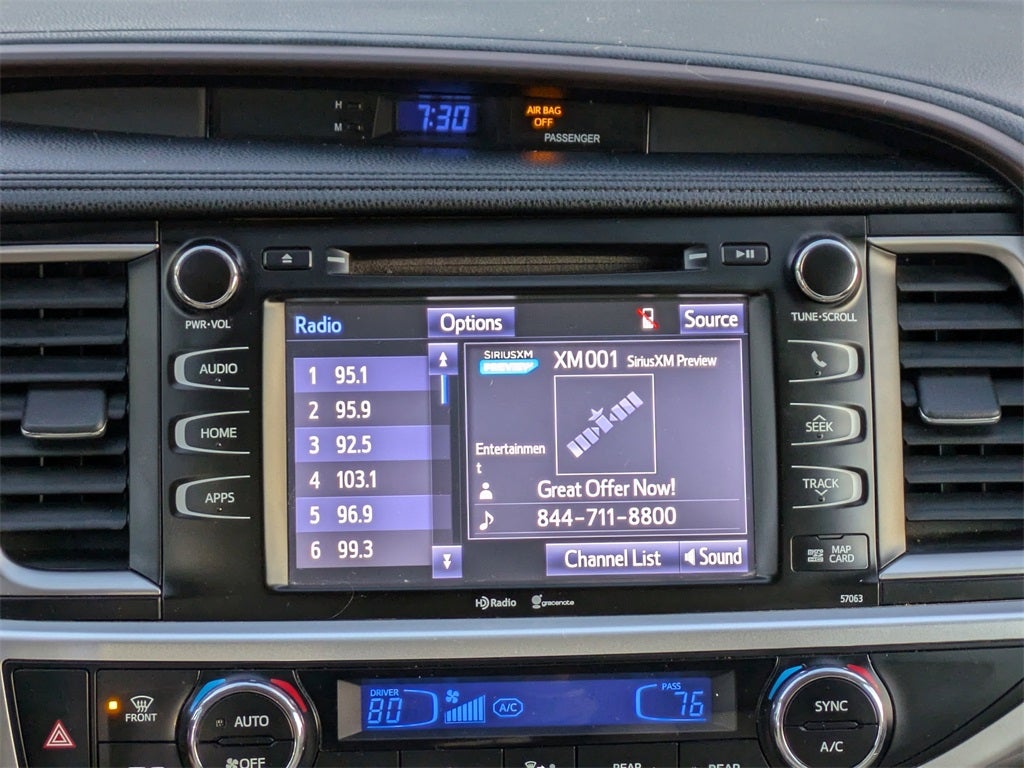 H
M
7:30
AIR BAG
OFF
PASSENGER
PWR•VOL
TUNE•SCROLL
Radio
Options
Source
AUDIO
HOME
APPS
1 95.1
2 95.9
3 92.5
4 103.1
5 96.9
6 99.3
SIRIUSXM
PREVIEW
XM001 SiriusXM Preview
Entertainmen
t
Great Offer Now!
844-711-8800
Channel List
Sound
SEEK
TRACK
MAP
CARD
HD Radio
gracenote
57063
FRONT
AUTO
OFF
DRIVER
80
A/C
PASS
76
SYNC
A/C
REAR
REAR